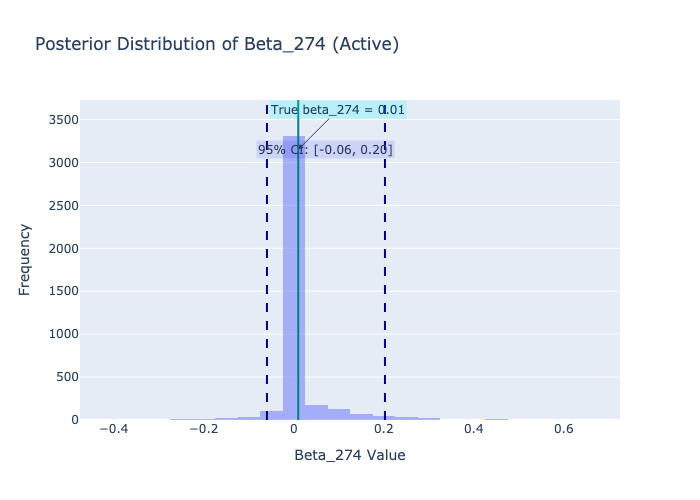 Posterior Distribution of Beta_274 (Active)
True beta_274 = 0.01
95% CI: [-0.06, 0.20]
3500
3000
2500
2000
1500
1000
500
0
Frequency
−0.4
−0.2
0
0.2
0.4
0.6
Beta_274 Value